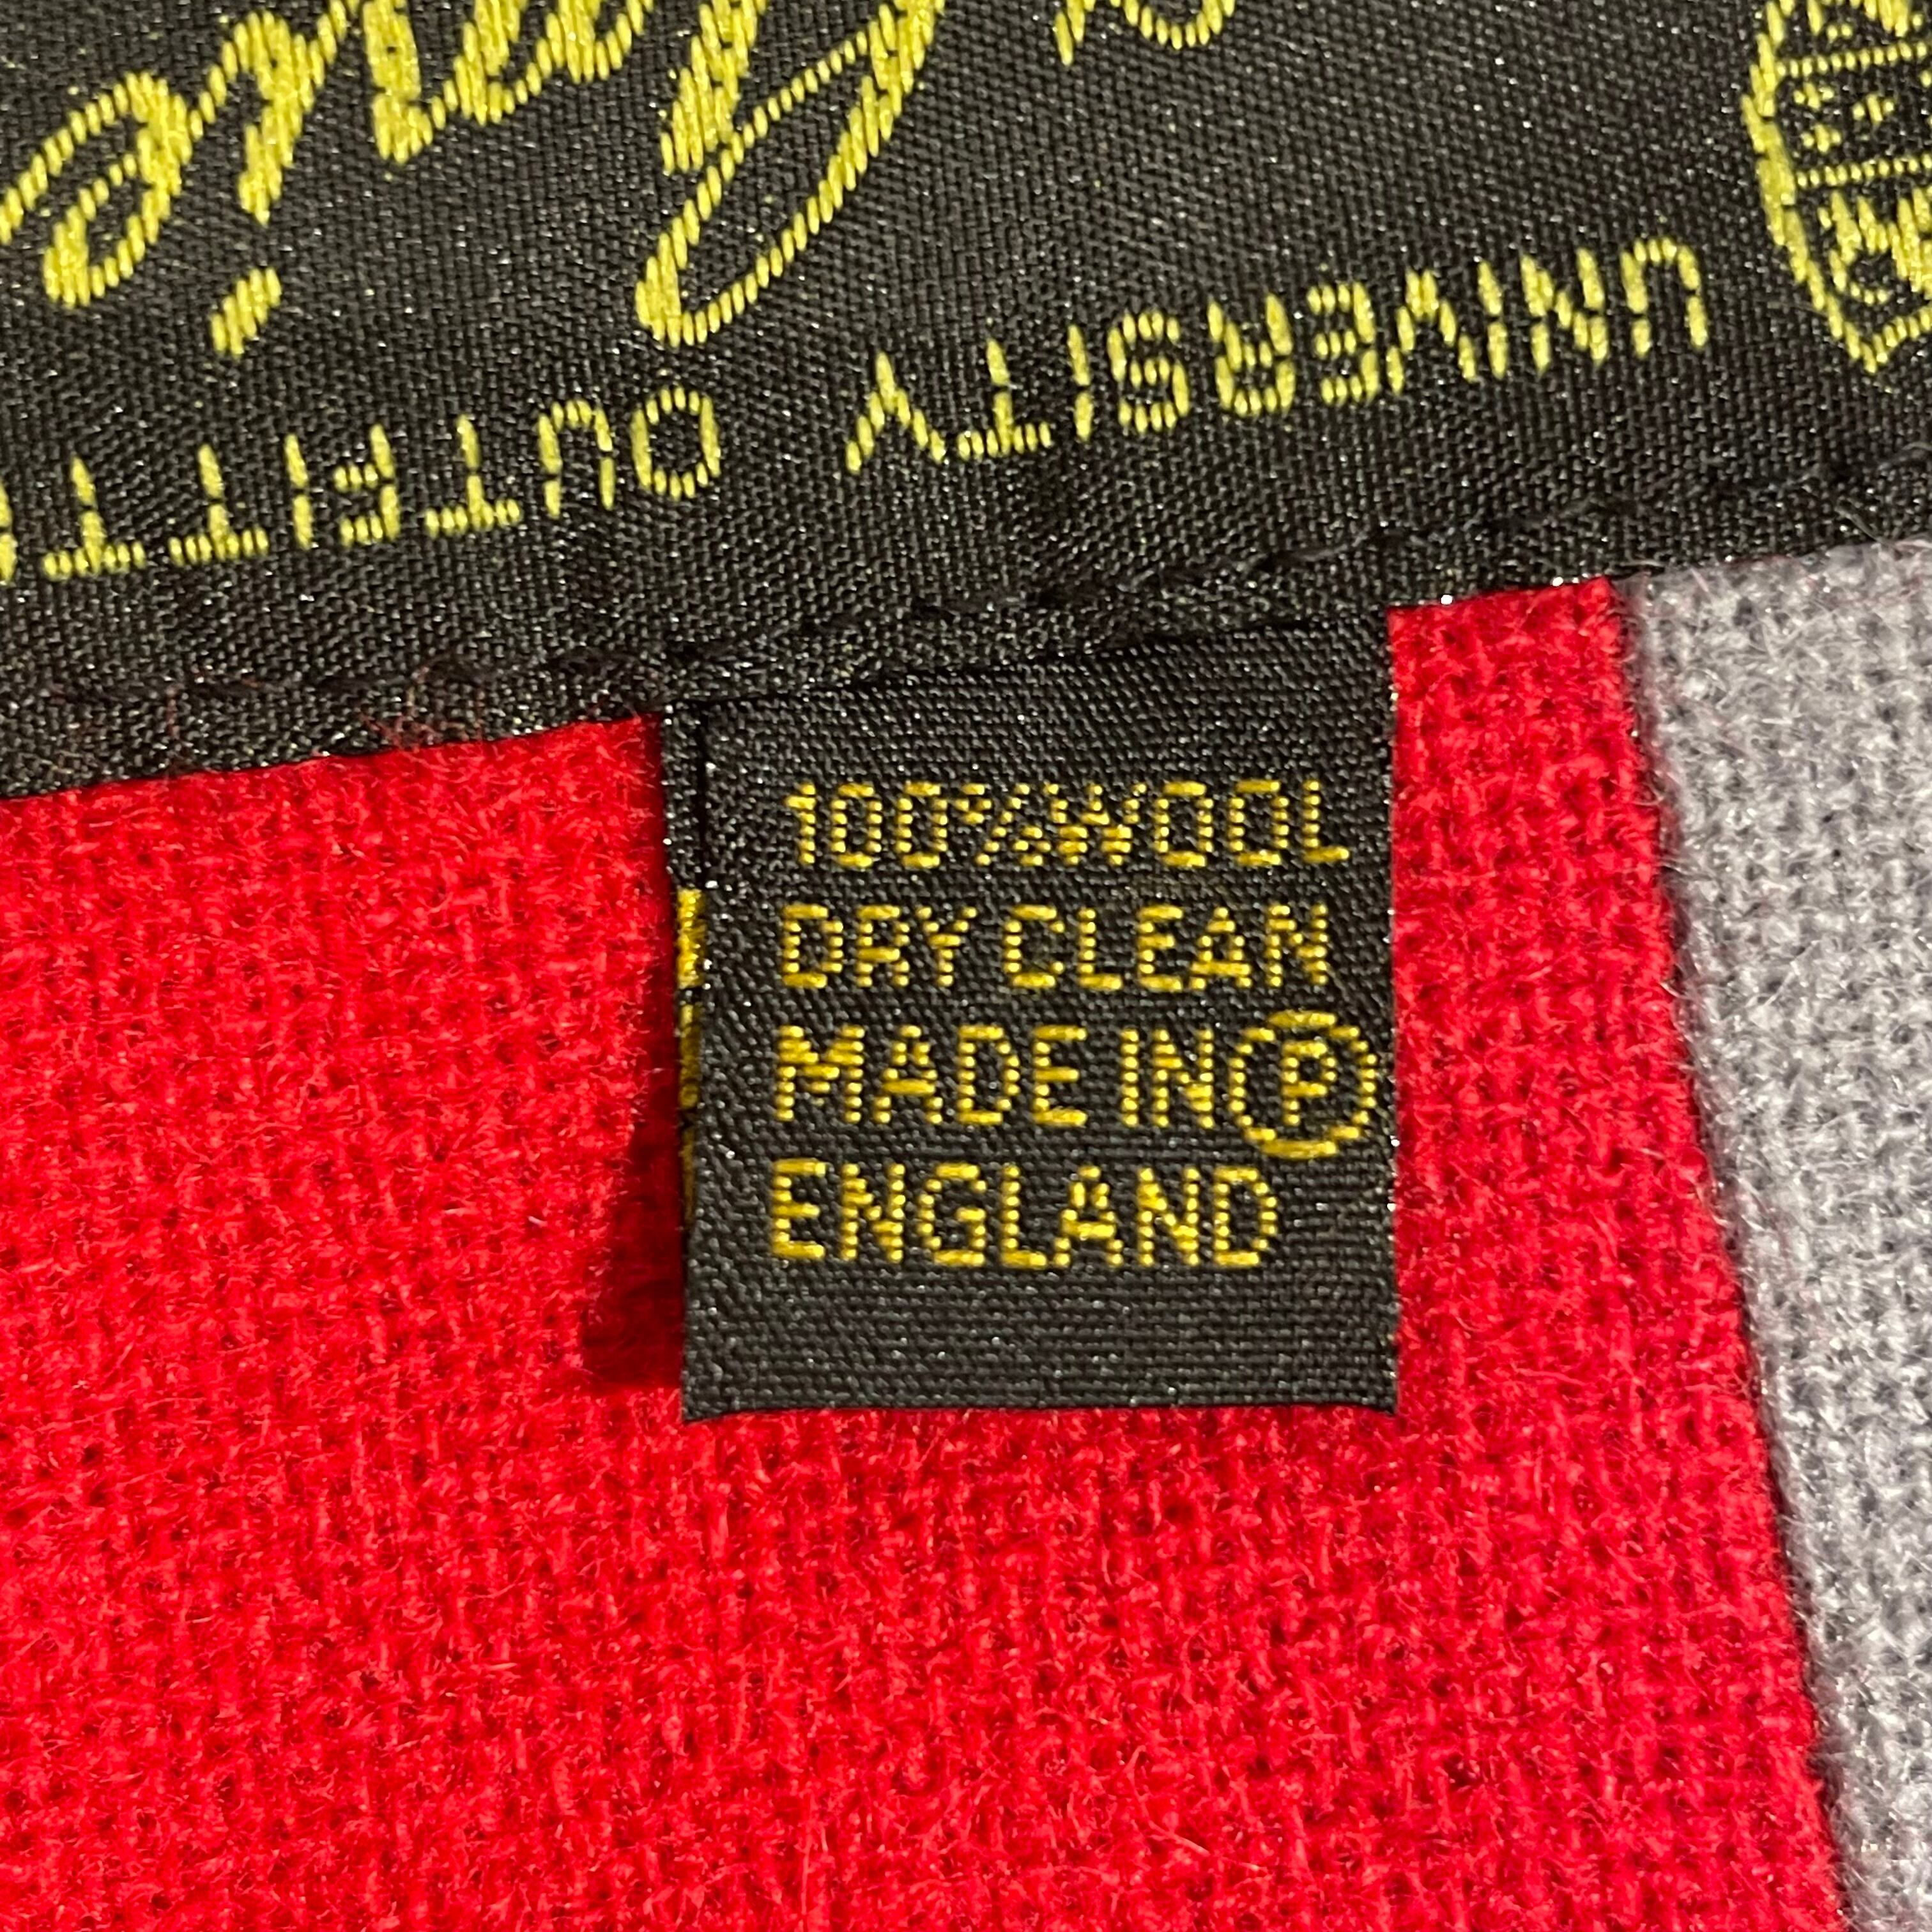 UNIVERSITY OUTFITT
100% WOOL
DRY CLEAN
MADE IN Ⓟ
ENGLAND